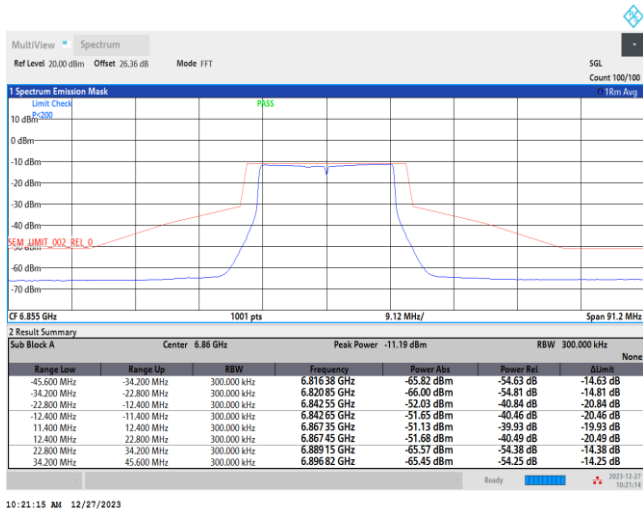 MultiView Spectrum
Ref Level 20.00 dBm Offset 26.36 dB Mode FFT SGL
Count 100/100
1 Spectrum Emission Mask 1Rm Avg
Limit Check PASS
P<200
10 dBm
0 dBm
-10 dBm
-20 dBm
-30 dBm
-40 dBm
SEM_LIMIT_002_REL_0
-50 dBm
-60 dBm
-70 dBm
CF 6.855 GHz 1001 pts 9.12 MHz/ Span 91.2 MHz
2 Result Summary
Sub Block A Center 6.86 GHz Peak Power -11.19 dBm RBW 300.000 kHz
None
Range Low Range Up RBW Frequency Power Abs Power Rel ΔLimit
-45.600 MHz -34.200 MHz 300.000 kHz 6.81638 GHz -65.82 dBm -54.63 dB -14.63 dB
-34.200 MHz -22.800 MHz 300.000 kHz 6.82085 GHz -66.00 dBm -54.81 dB -14.81 dB
-22.800 MHz -12.400 MHz 300.000 kHz 6.84255 GHz -52.03 dBm -40.84 dB -20.84 dB
-12.400 MHz -11.400 MHz 300.000 kHz 6.84265 GHz -51.65 dBm -40.46 dB -20.46 dB
11.400 MHz 12.400 MHz 300.000 kHz 6.86735 GHz -51.13 dBm -39.93 dB -19.93 dB
12.400 MHz 22.800 MHz 300.000 kHz 6.86745 GHz -51.68 dBm -40.49 dB -20.49 dB
22.800 MHz 34.200 MHz 300.000 kHz 6.88915 GHz -65.57 dBm -54.38 dB -14.38 dB
34.200 MHz 45.600 MHz 300.000 kHz 6.89682 GHz -65.45 dBm -54.25 dB -14.25 dB
Ready 2023-12-27
10:21:14
10:21:15 AM 12/27/2023